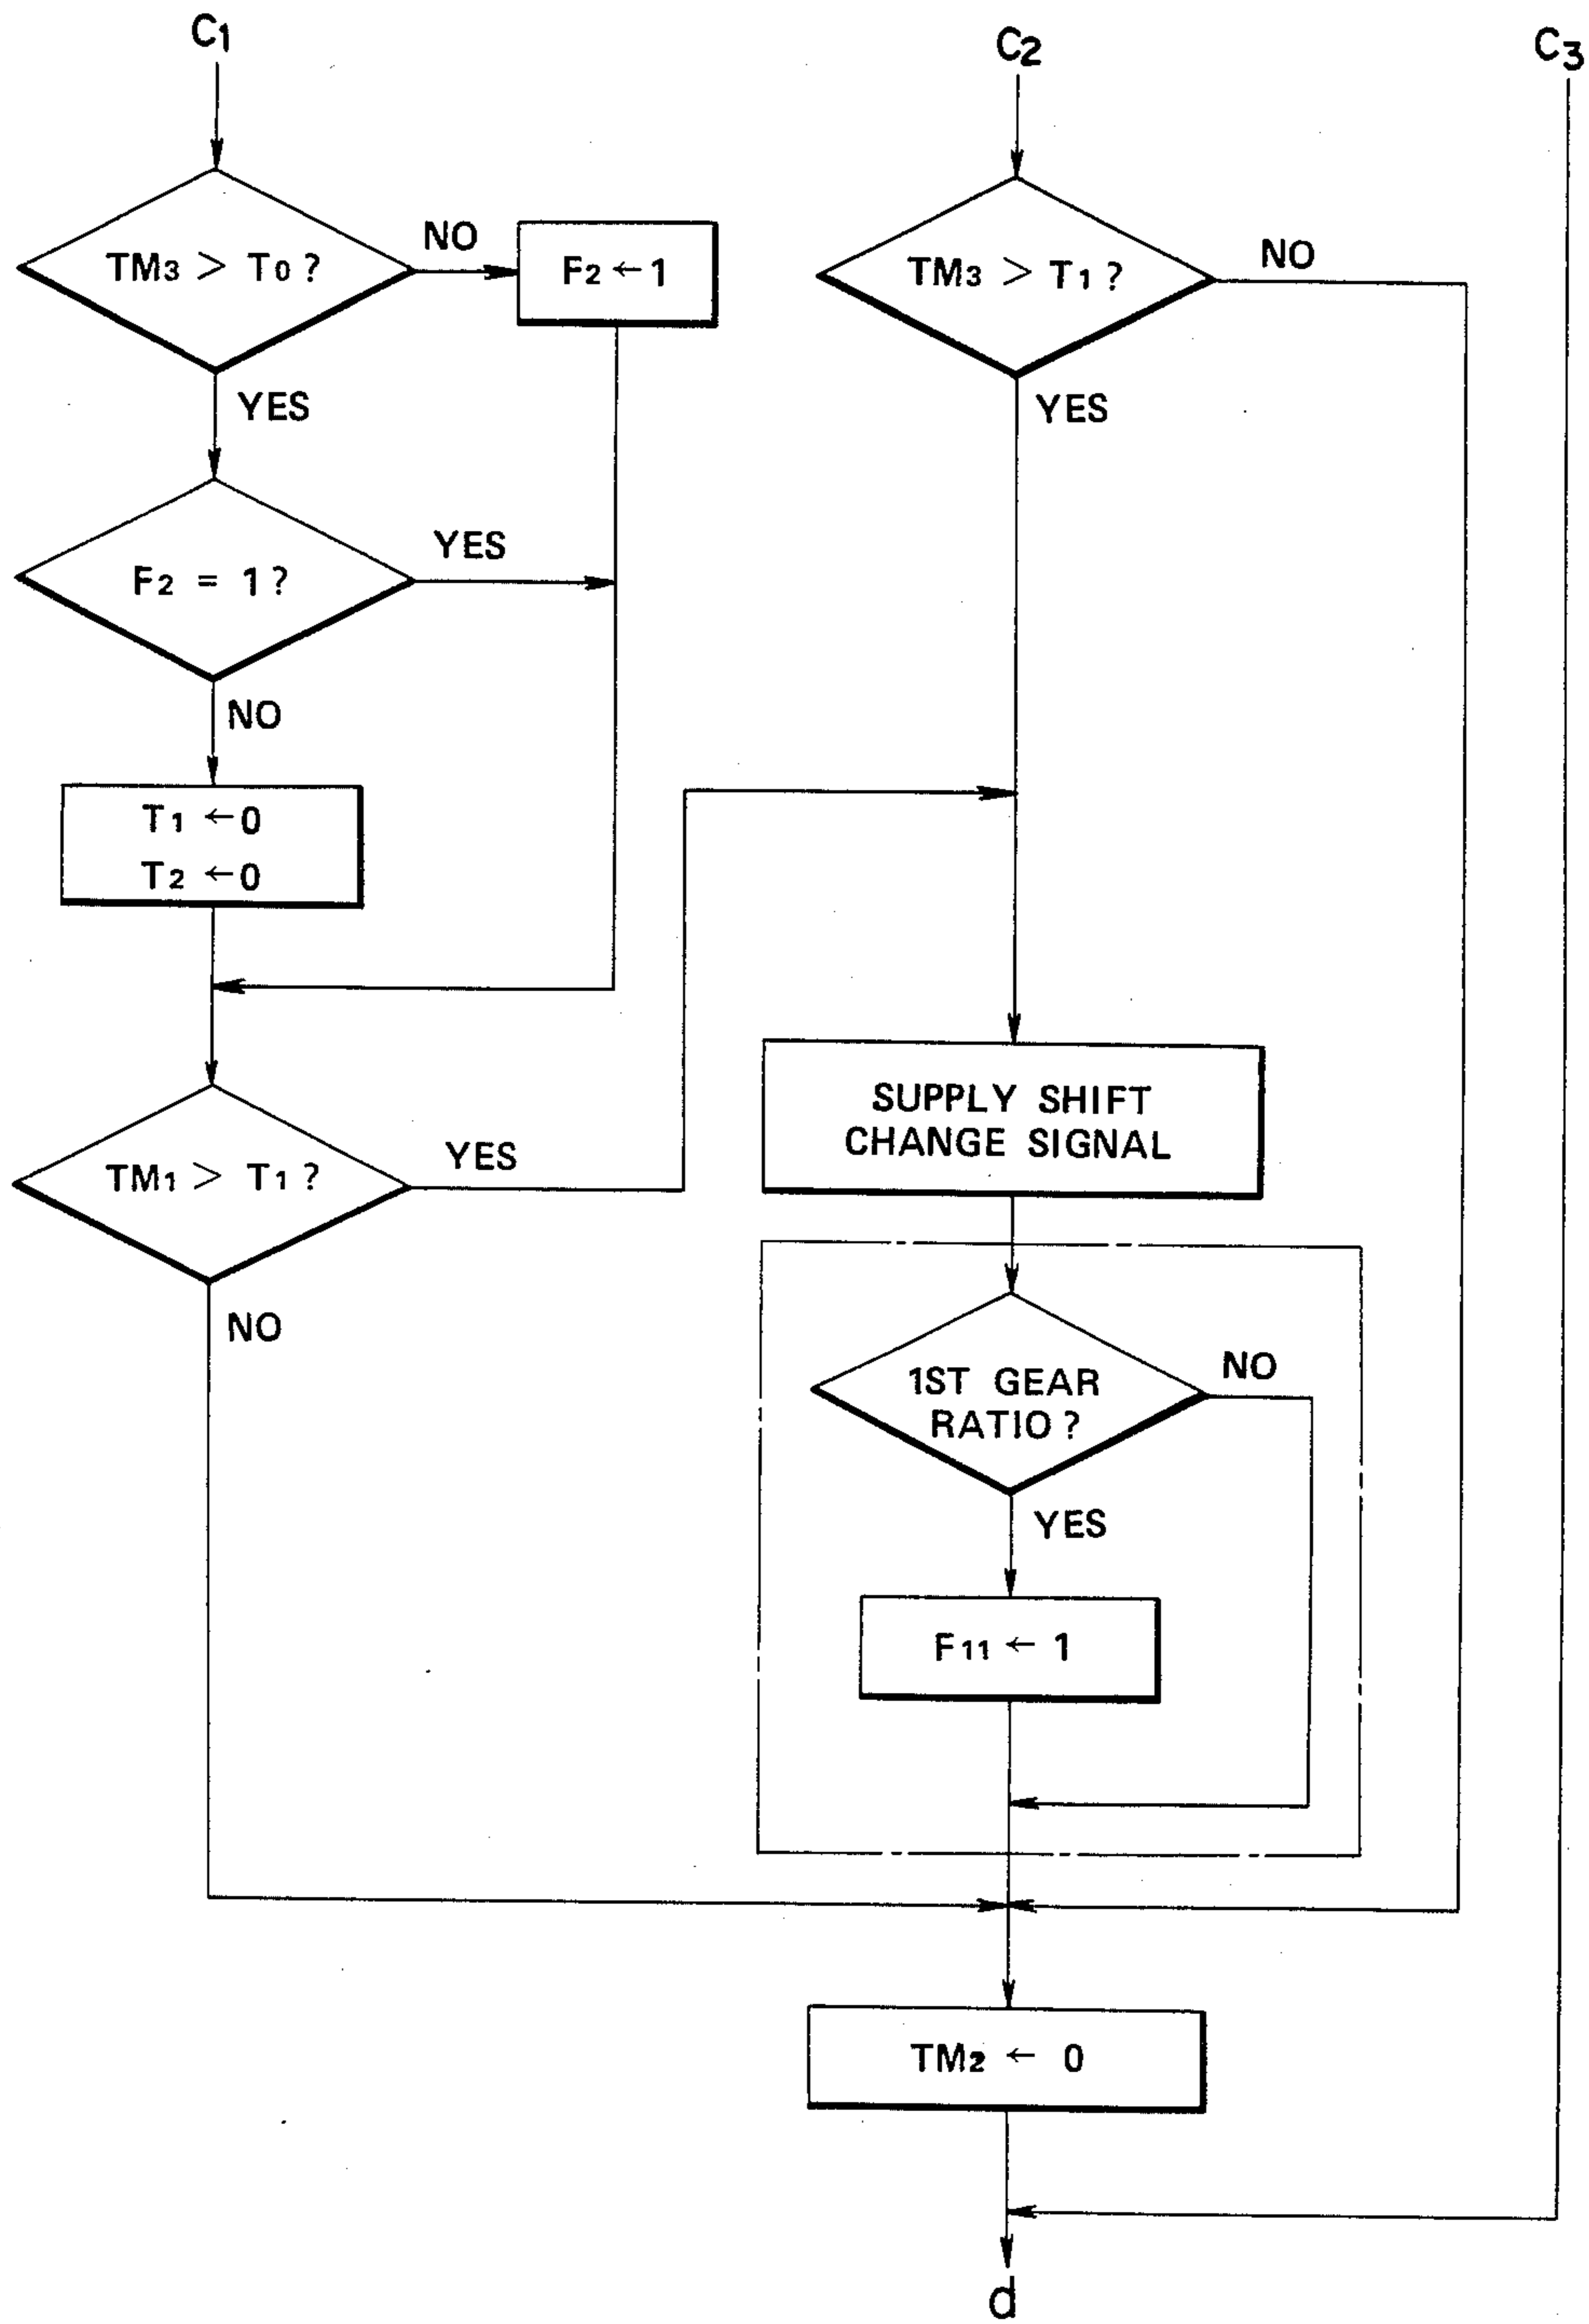 C1
C2
C3
TM3 > T0 ?
NO
F2 ← 1
TM3 > T1 ?
NO
YES
YES
F2 = 1 ?
YES
NO
T1 ← 0
T2 ← 0
SUPPLY SHIFT
CHANGE SIGNAL
TM1 > T1 ?
YES
NO
1ST GEAR
RATIO ?
NO
YES
F11 ← 1
TM2 ← 0
d